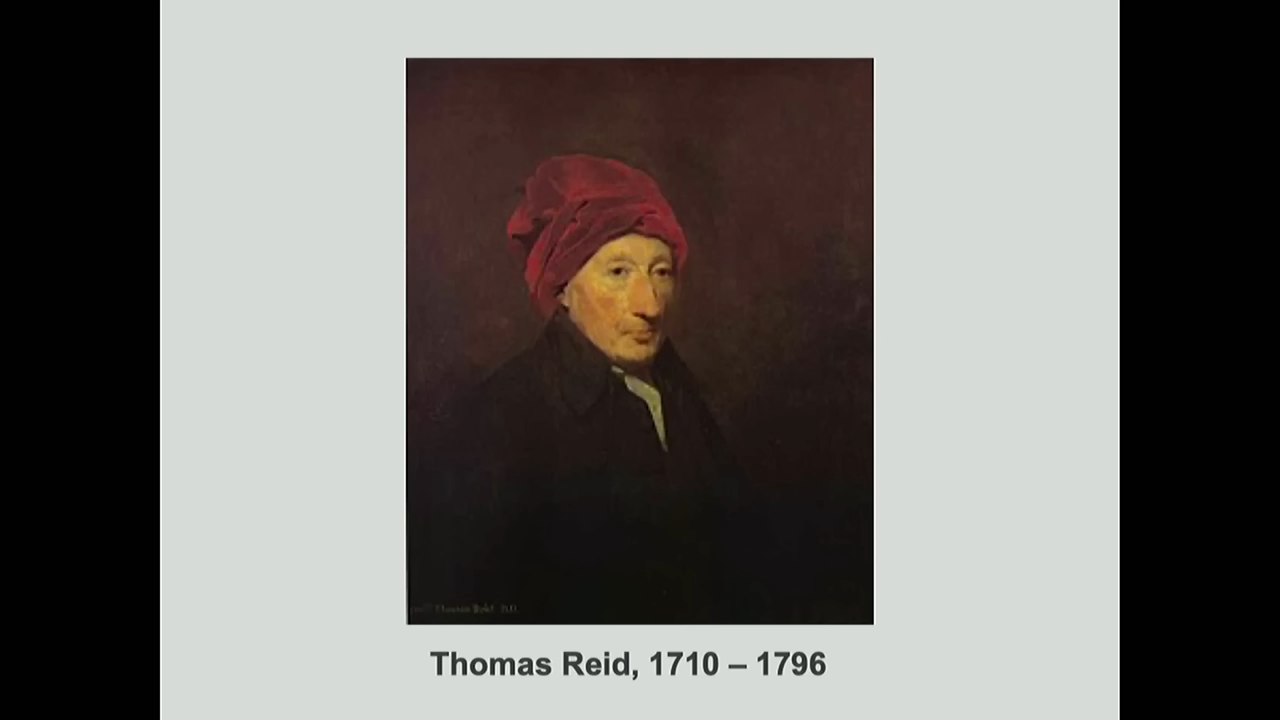 Thomas Reid, 1710 – 1796